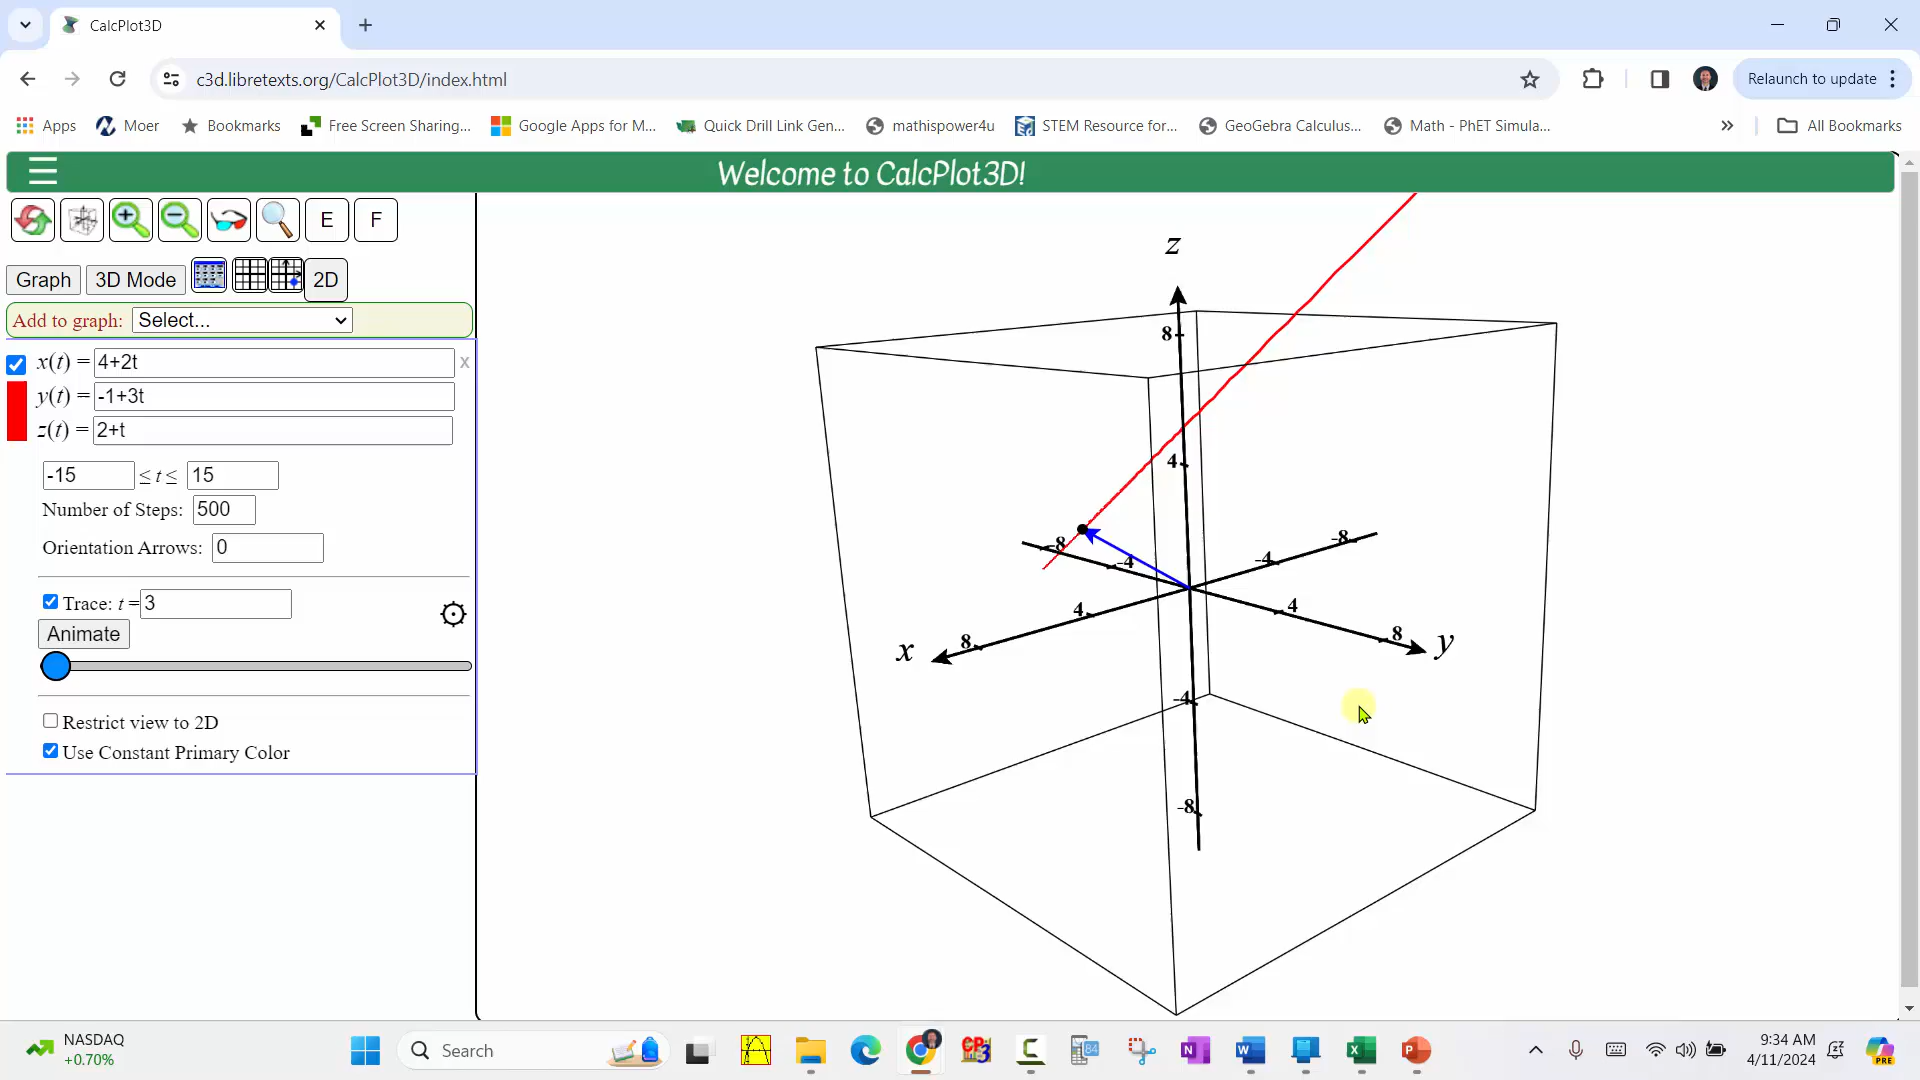 CalcPlot3D
c3d.libretexts.org/CalcPlot3D/index.html
Relaunch to update
Apps
Moer
Bookmarks
Free Screen Sharing...
Google Apps for M...
Quick Drill Link Gen...
mathispower4u
STEM Resource for...
GeoGebra Calculus...
Math - PhET Simula...
All Bookmarks
Welcome to CalcPlot3D!
E
F
Graph
3D Mode
2D
Add to graph: Select...
x(t) = 4+2t
x
y(t) = -1+3t
z(t) = 2+t
-15 ≤ t ≤ 15
Number of Steps: 500
Orientation Arrows: 0
Trace: t = 3
Animate
Restrict view to 2D
Use Constant Primary Color
z
8
4
-8
-4
-4
-8
4
8
x
4
8
y
-4
-8
NASDAQ
+0.70%
Search
CP3
84
N
W
X
P
9:34 AM
4/11/2024
PRE